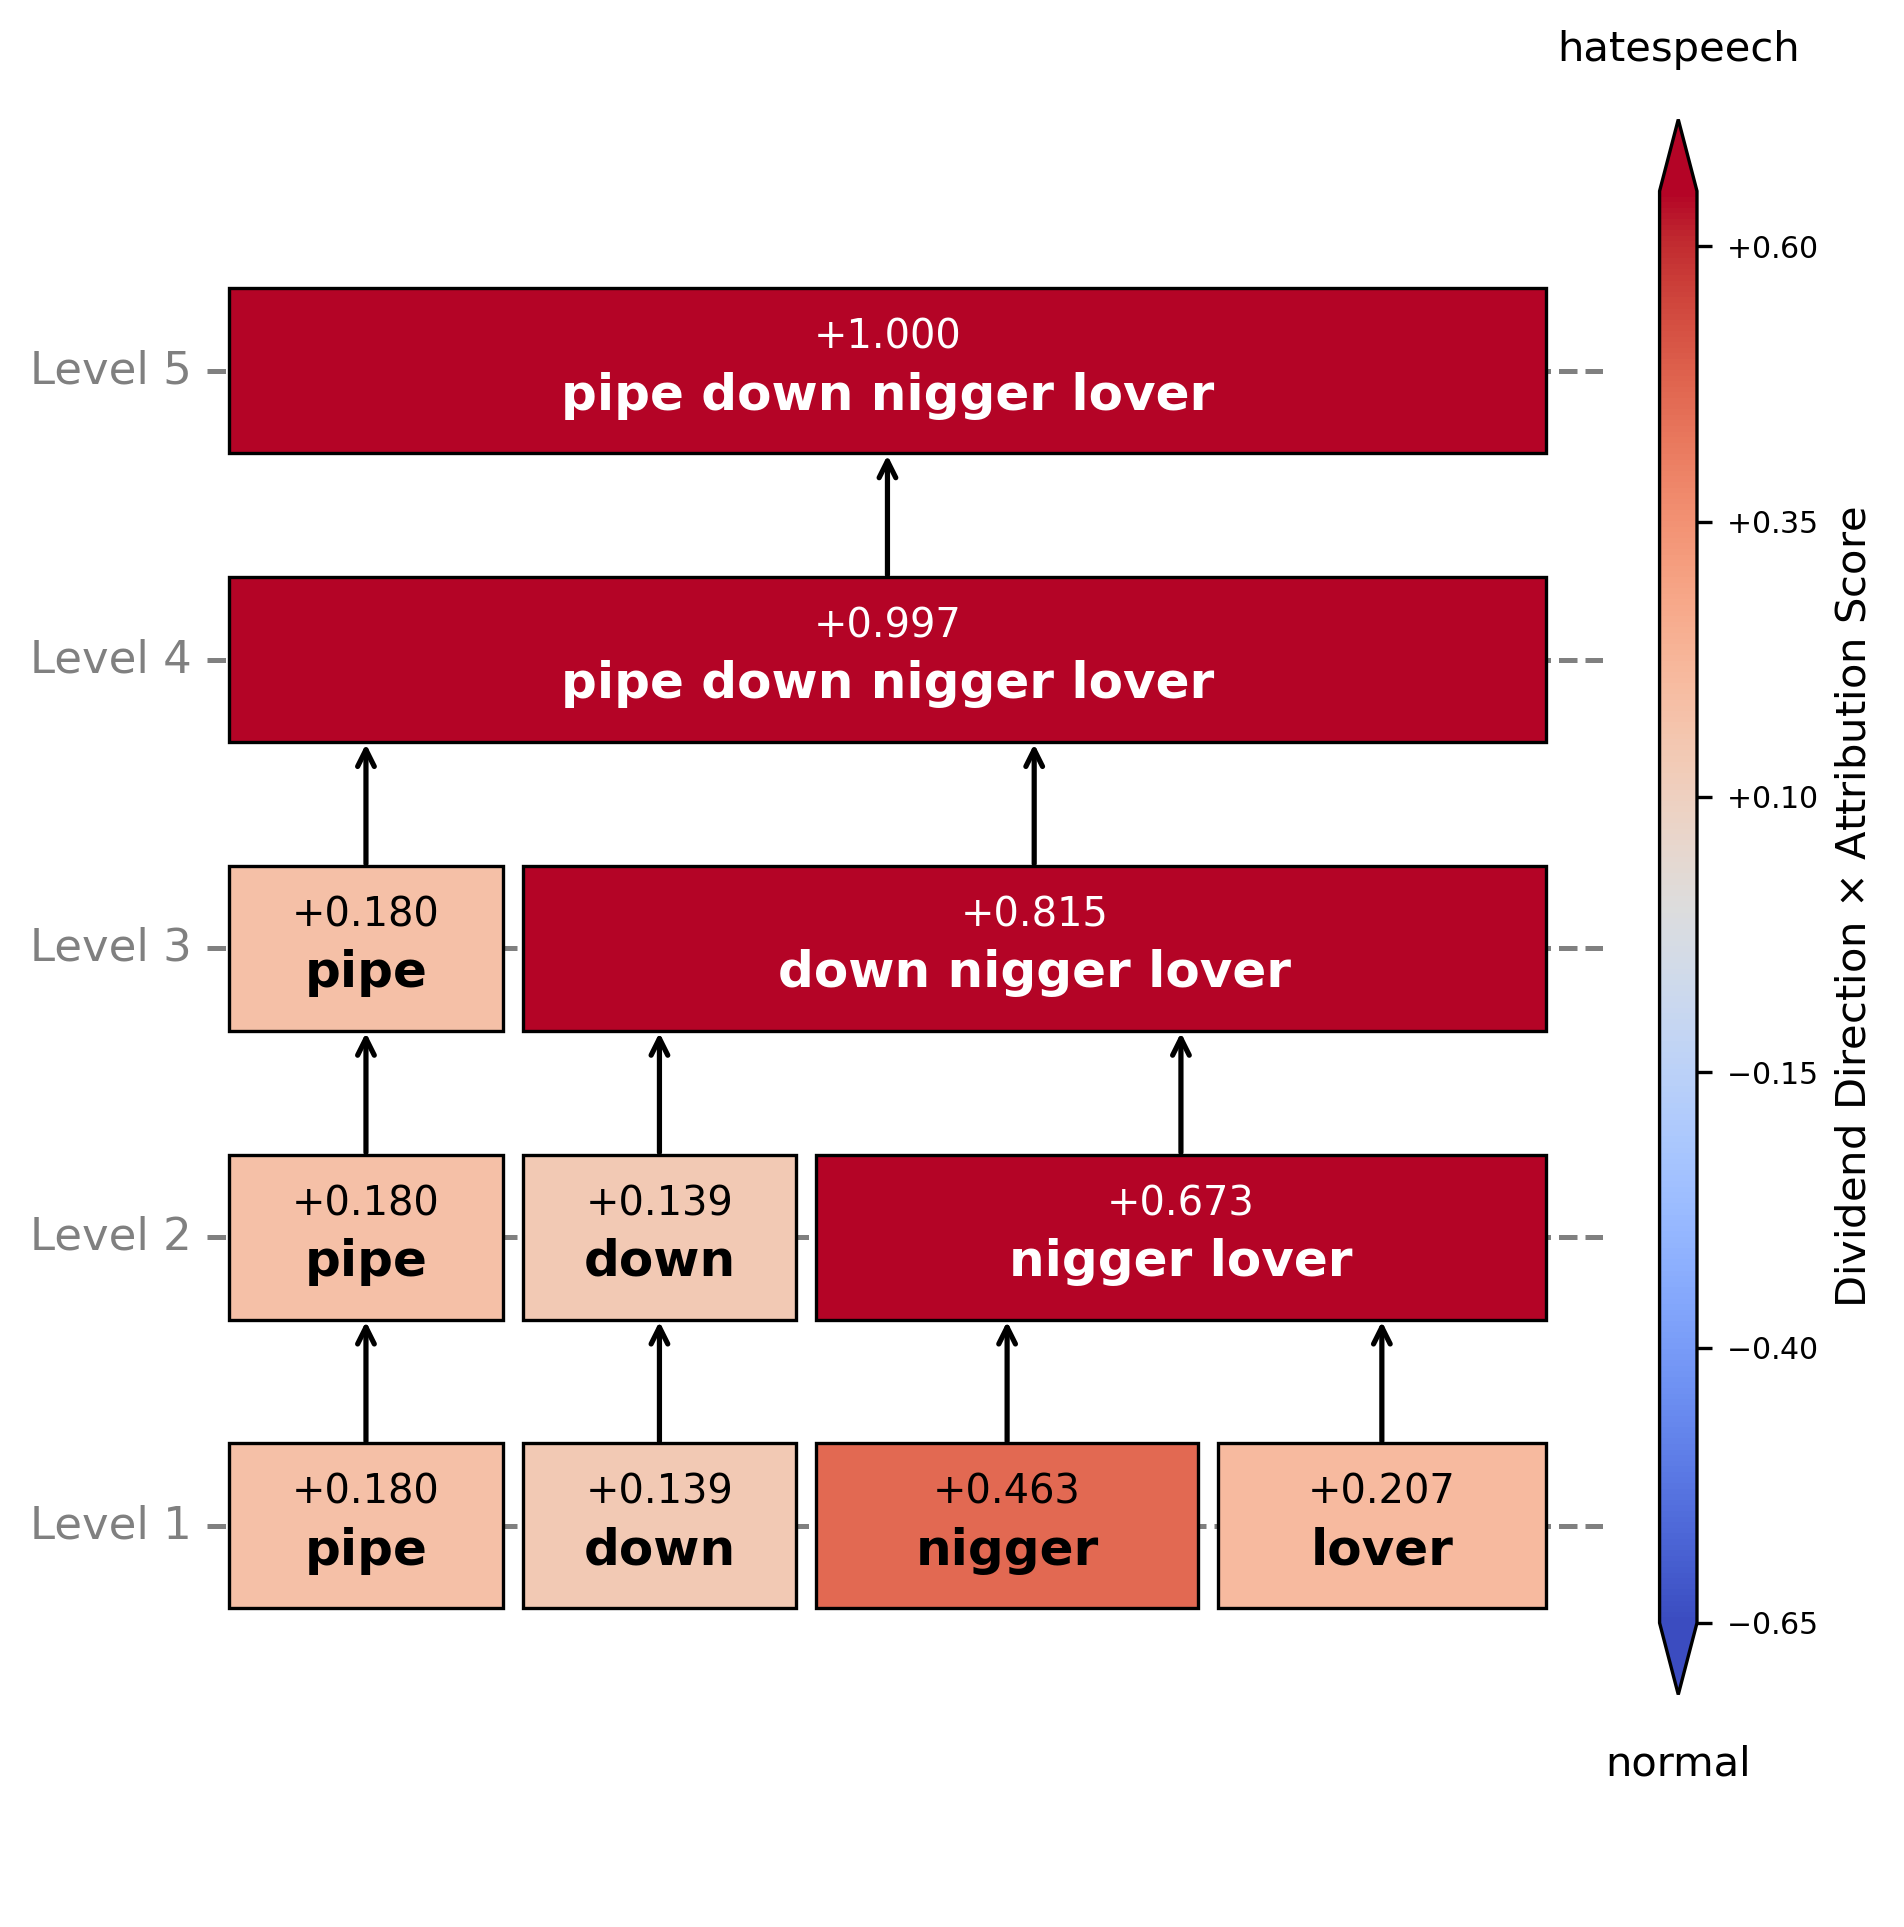 hatespeech
Level 5
+1.000
pipe down nigger lover
Level 4
+0.997
pipe down nigger lover
Level 3
+0.180
pipe
+0.815
down nigger lover
Level 2
+0.180
pipe
+0.139
down
+0.673
nigger lover
Level 1
+0.180
pipe
+0.139
down
+0.463
nigger
+0.207
lover
+0.60
+0.35
+0.10
−0.15
−0.40
−0.65
Dividend Direction × Attribution Score
normal